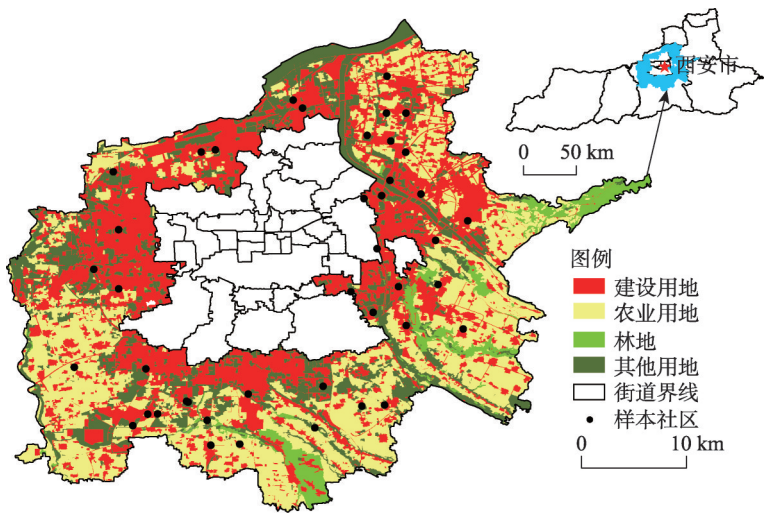 西安市
0 50 km
图例
建设用地
农业用地
林地
其他用地
街道界线
样本社区
0 10 km